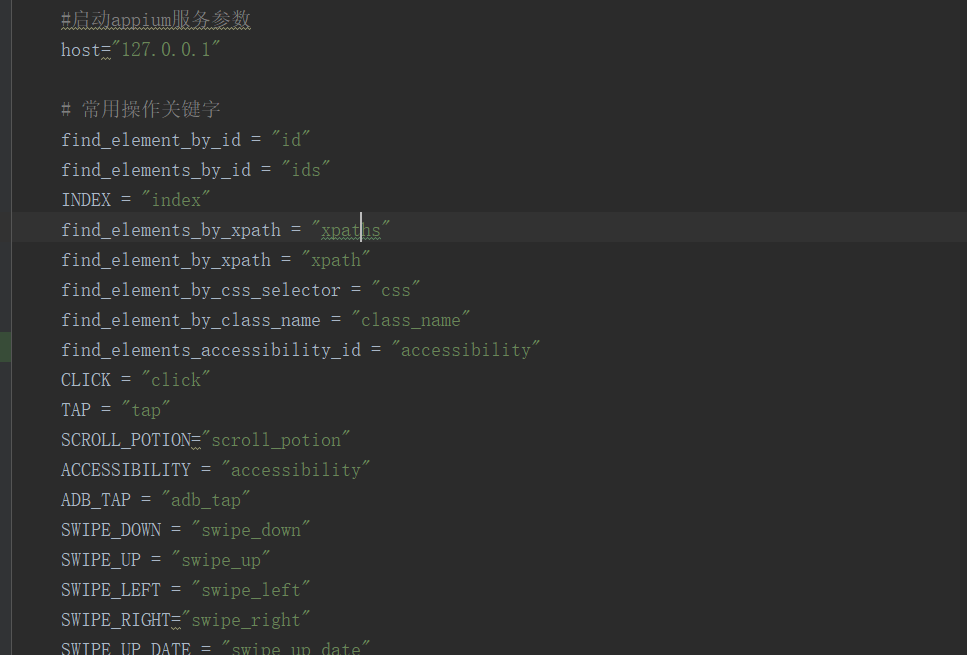 #启动appium服务参数
host="127.0.0.1"
# 常用操作关键字
find_element_by_id = "id"
find_elements_by_id = "ids"
INDEX = "index"
find_elements_by_xpath = "xpaths"
find_element_by_xpath = "xpath"
find_element_by_css_selector = "css"
find_element_by_class_name = "class_name"
find_elements_accessibility_id = "accessibility"
CLICK = "click"
TAP = "tap"
SCROLL_POTION="scroll_potion"
ACCESSIBILITY = "accessibility"
ADB_TAP = "adb_tap"
SWIPE_DOWN = "swipe_down"
SWIPE_UP = "swipe_up"
SWIPE_LEFT = "swipe_left"
SWIPE_RIGHT="swipe_right"
SWIPE_UP_DATE = "swipe_up_date"